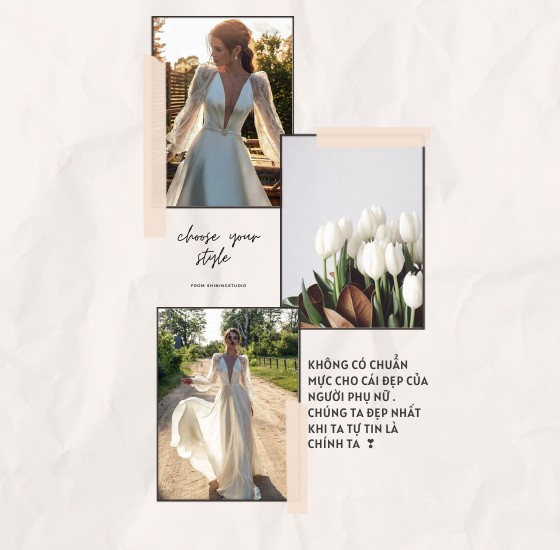 choose your
style
FROM SHININGSTUDIO
KHÔNG CÓ CHUẨN
MỰC CHO CÁI ĐẸP CỦA
NGƯỜI PHỤ NỮ .
CHÚNG TA ĐẸP NHẤT
KHI TA TỰ TIN LÀ
CHÍNH TA ❣